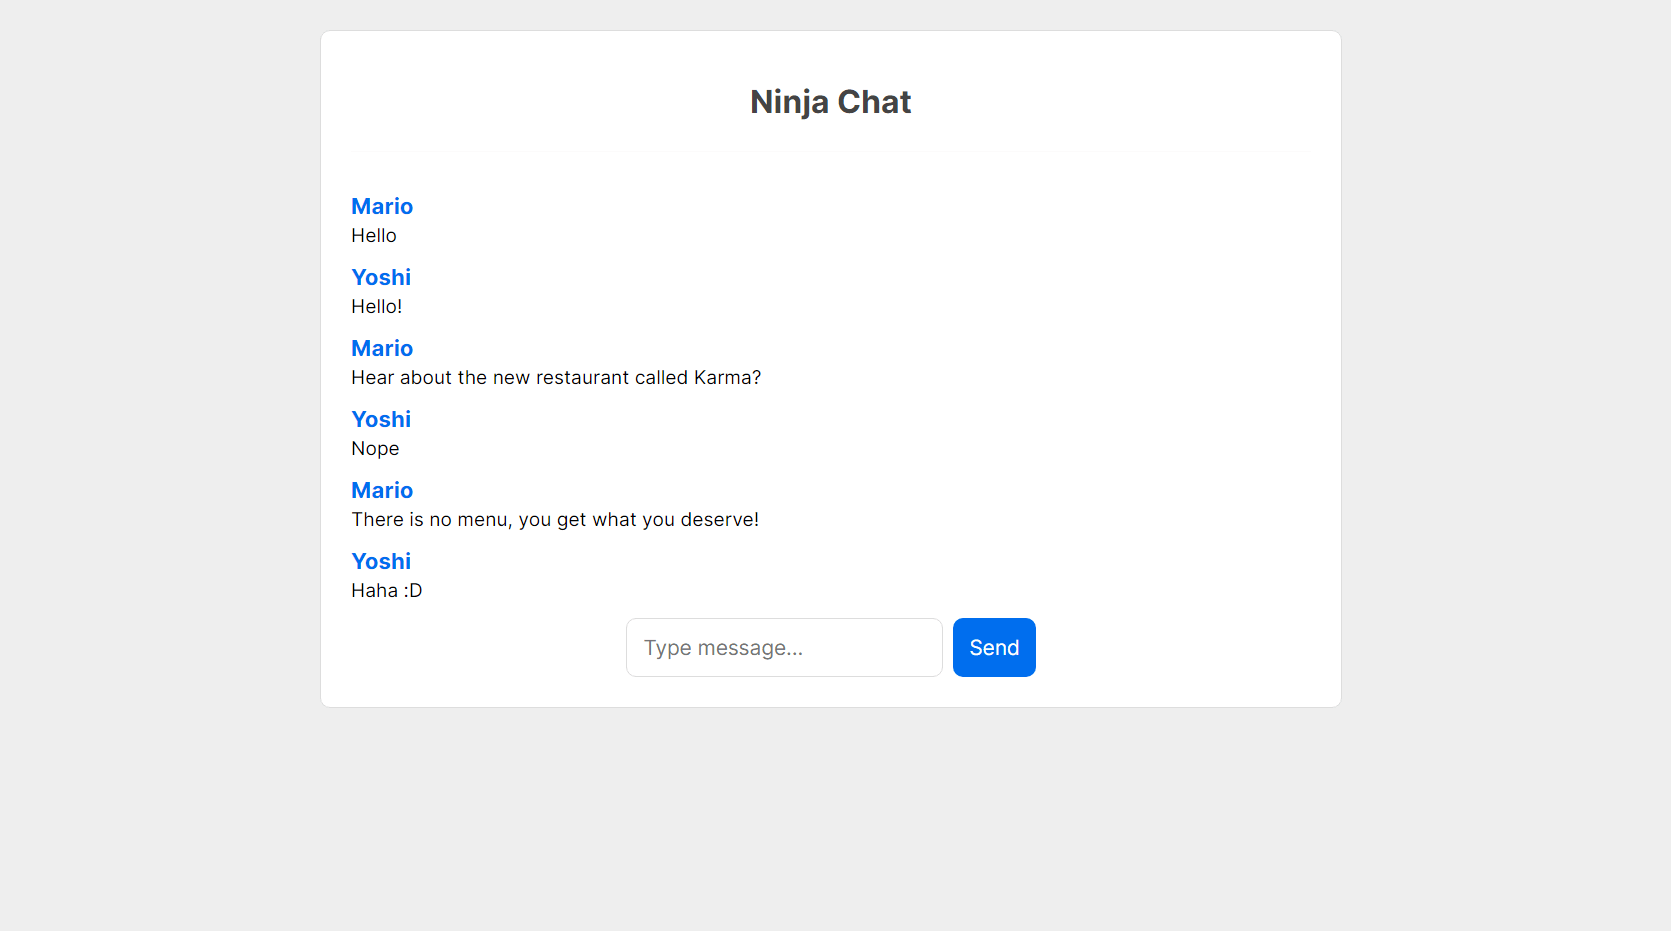 Ninja Chat
Mario
Hello
Yoshi
Hello!
Mario
Hear about the new restaurant called Karma?
Yoshi
Nope
Mario
There is no menu, you get what you deserve!
Yoshi
Haha :D
Type message...
Send